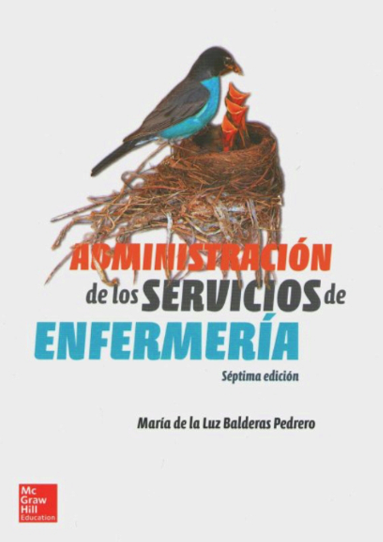 ADMINISTRACIÓN
de los SERVICIOS de
ENFERMERÍA
Séptima edición
María de la Luz Balderas Pedrero
Mc
Graw
Hill
Education